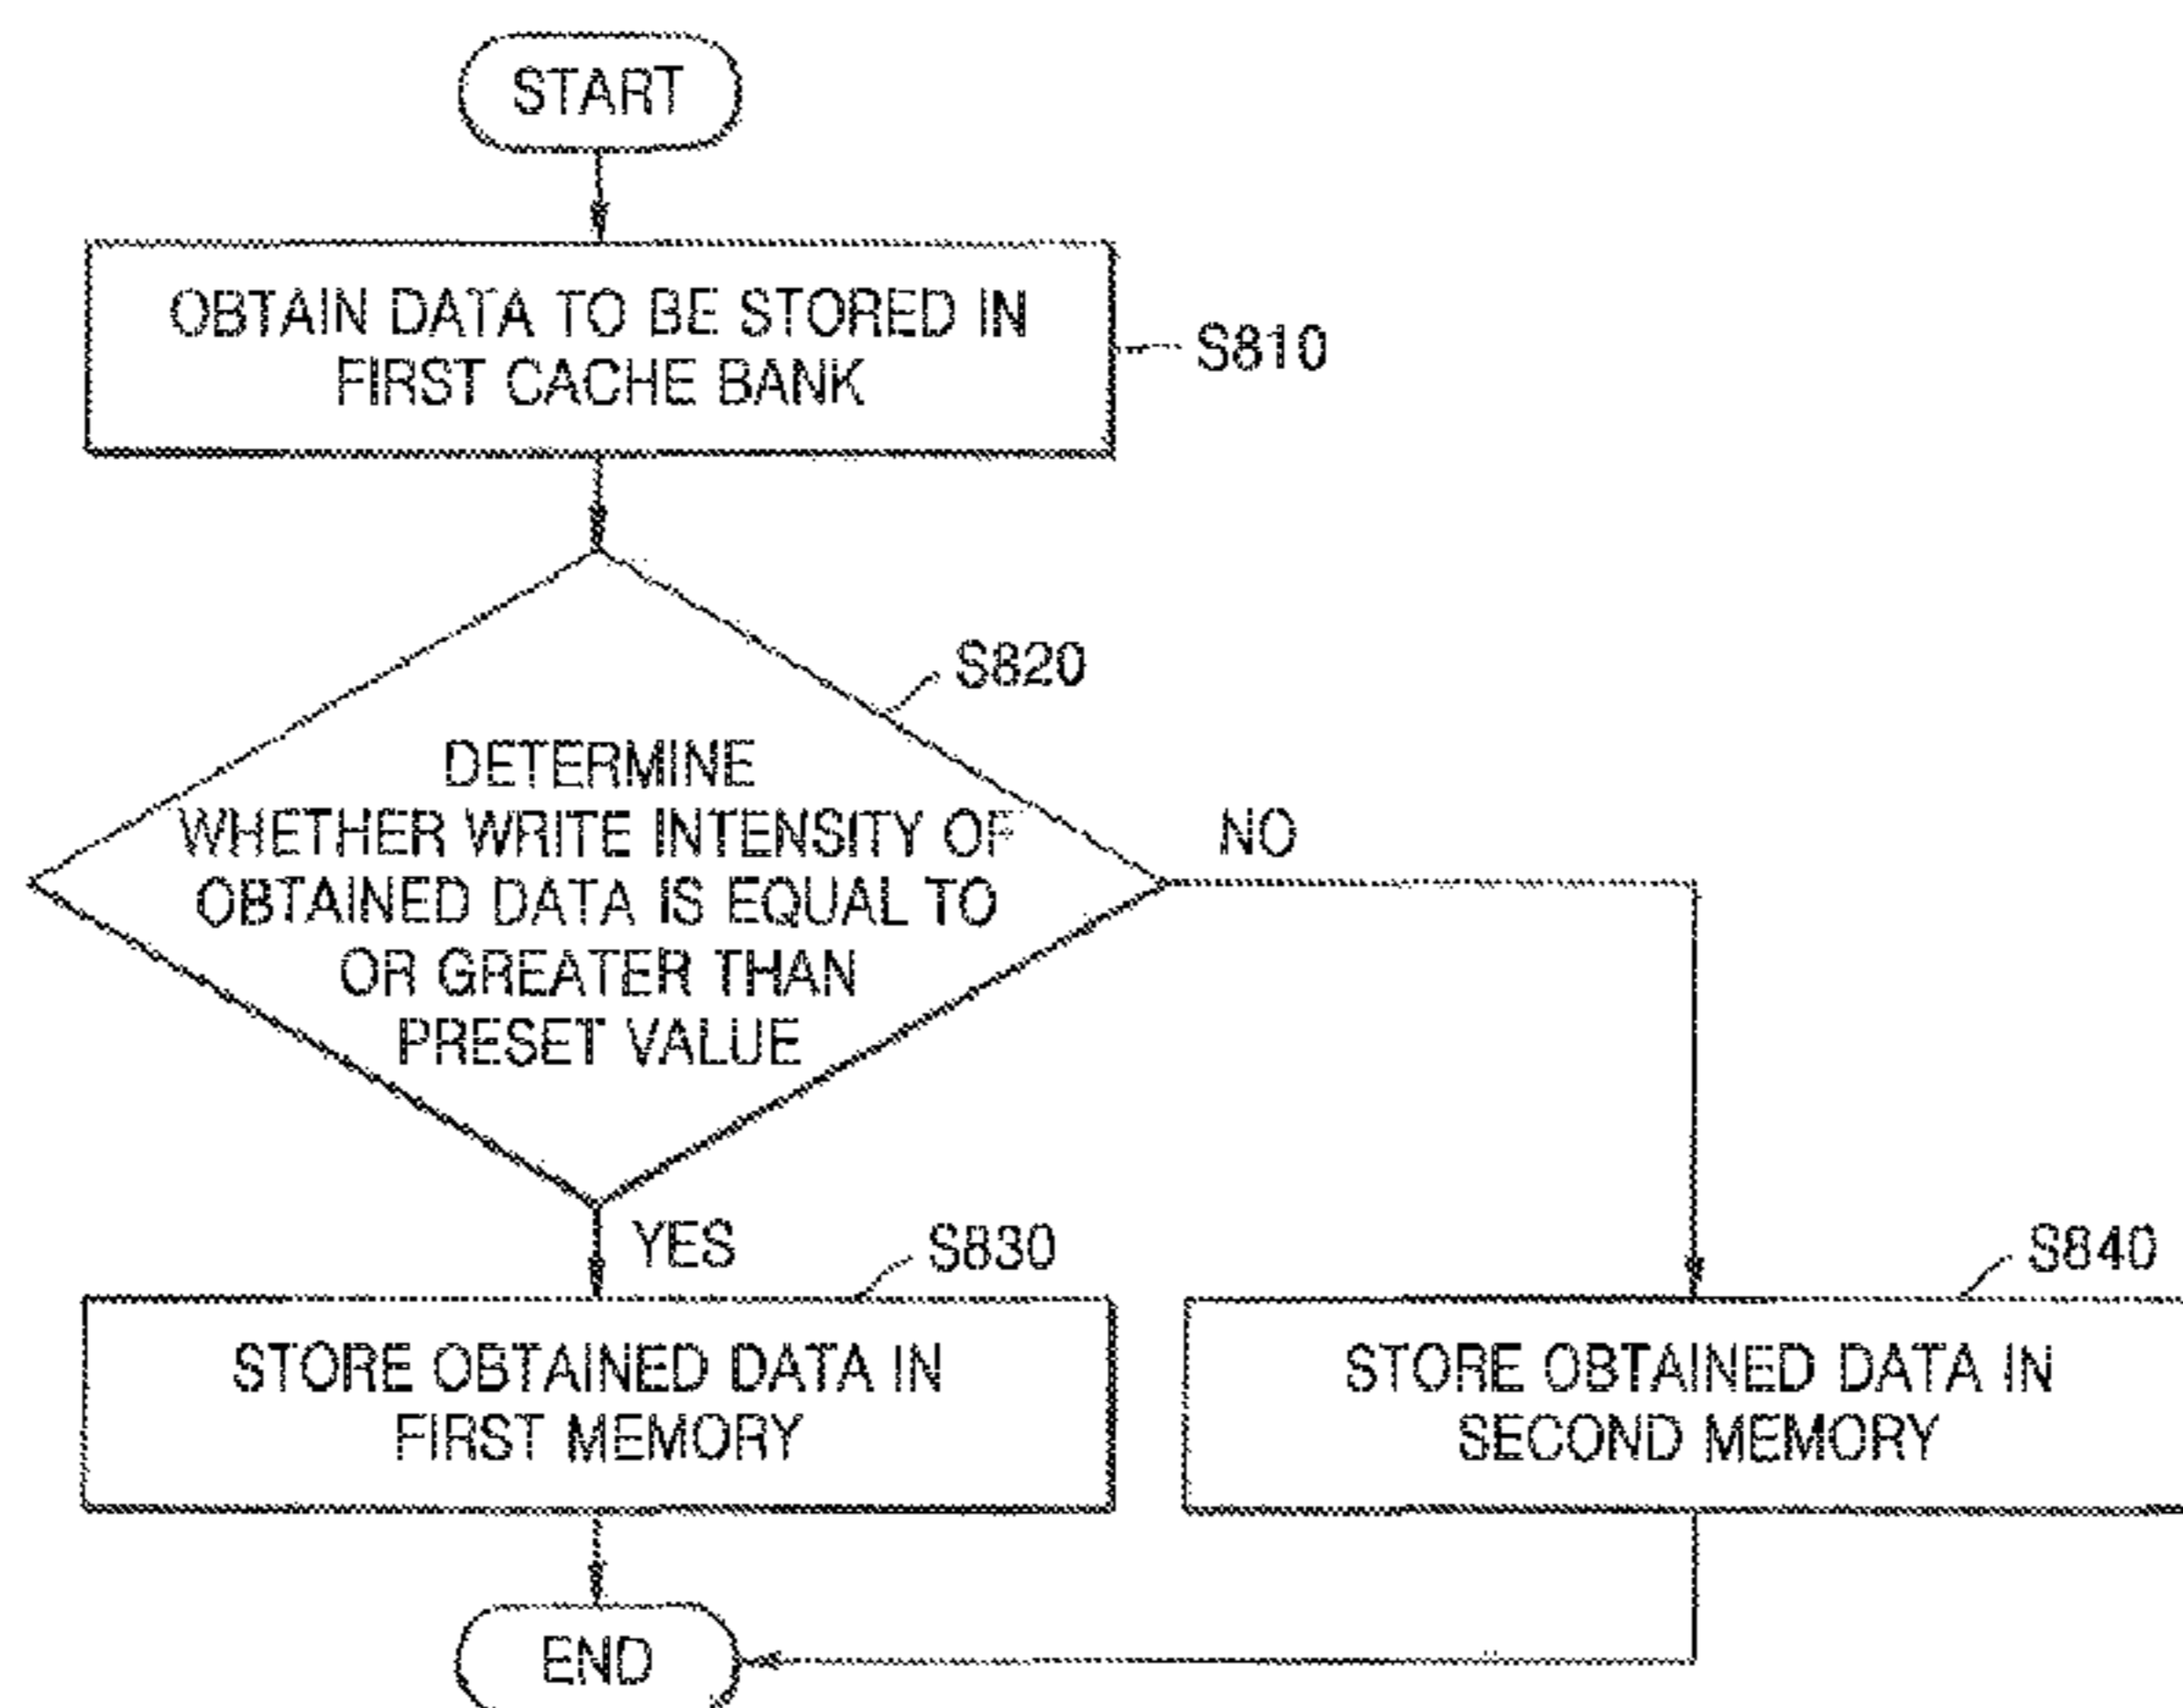 START
OBTAIN DATA TO BE STORED IN
FIRST CACHE BANK
S810
S820
DETERMINE
WHETHER WRITE INTENSITY OF
OBTAINED DATA IS EQUAL TO
OR GREATER THAN
PRESET VALUE
NO
YES
S830
S840
STORE OBTAINED DATA IN
FIRST MEMORY
STORE OBTAINED DATA IN
SECOND MEMORY
END